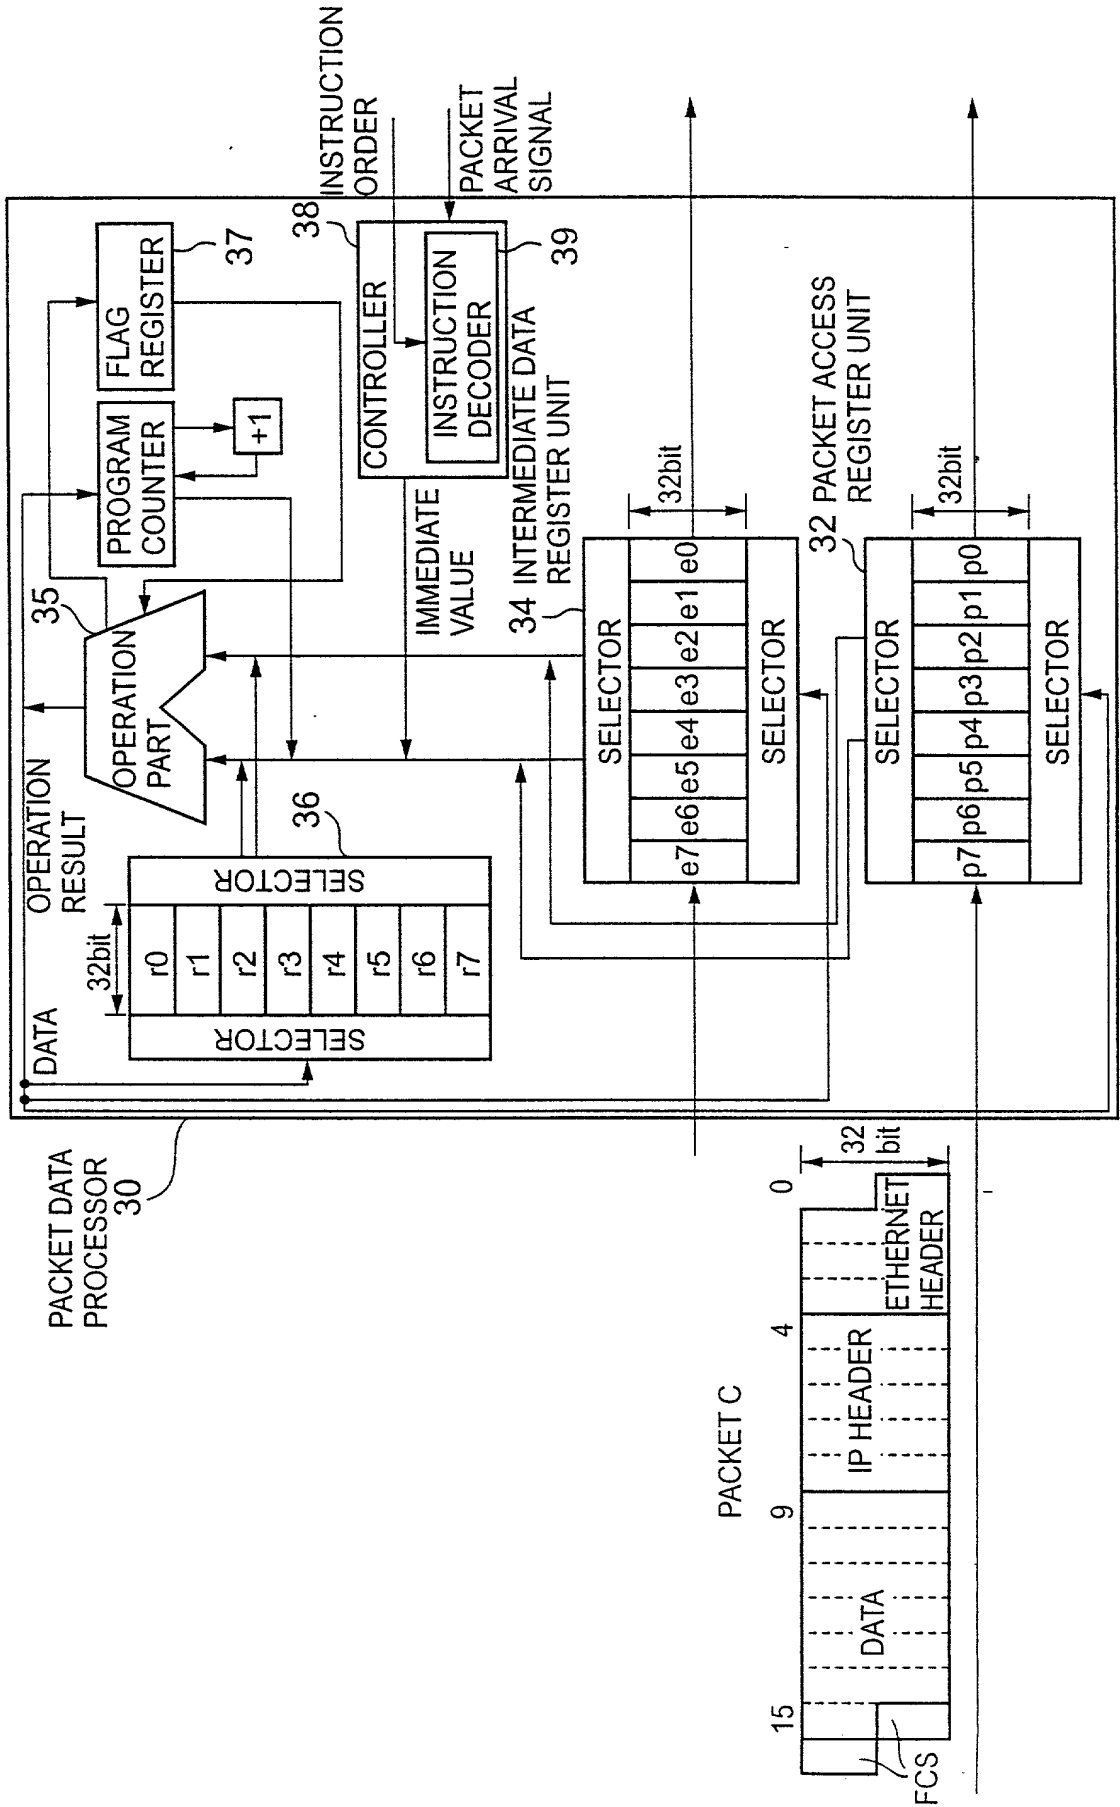 PACKET DATA
PROCESSOR
30
DATA
OPERATION
RESULT
32bit
SELECTOR
r0
r1
r2
r3
r4
r5
r6
r7
SELECTOR
36
OPERATION
PART
35
PROGRAM
COUNTER
+1
FLAG
REGISTER
37
IMMEDIATE
VALUE
CONTROLLER
38
INSTRUCTION
DECODER
39
INSTRUCTION
ORDER
PACKET
ARRIVAL
SIGNAL
34 INTERMEDIATE DATA
REGISTER UNIT
SELECTOR
e7 e6 e5 e4 e3 e2 e1 e0
32bit
SELECTOR
32 PACKET ACCESS
REGISTER UNIT
SELECTOR
p7 p6 p5 p4 p3 p2 p1 p0
32bit
SELECTOR
PACKET C
15 9 4 0
32
bit
FCS
DATA
IP HEADER
ETHERNET
HEADER